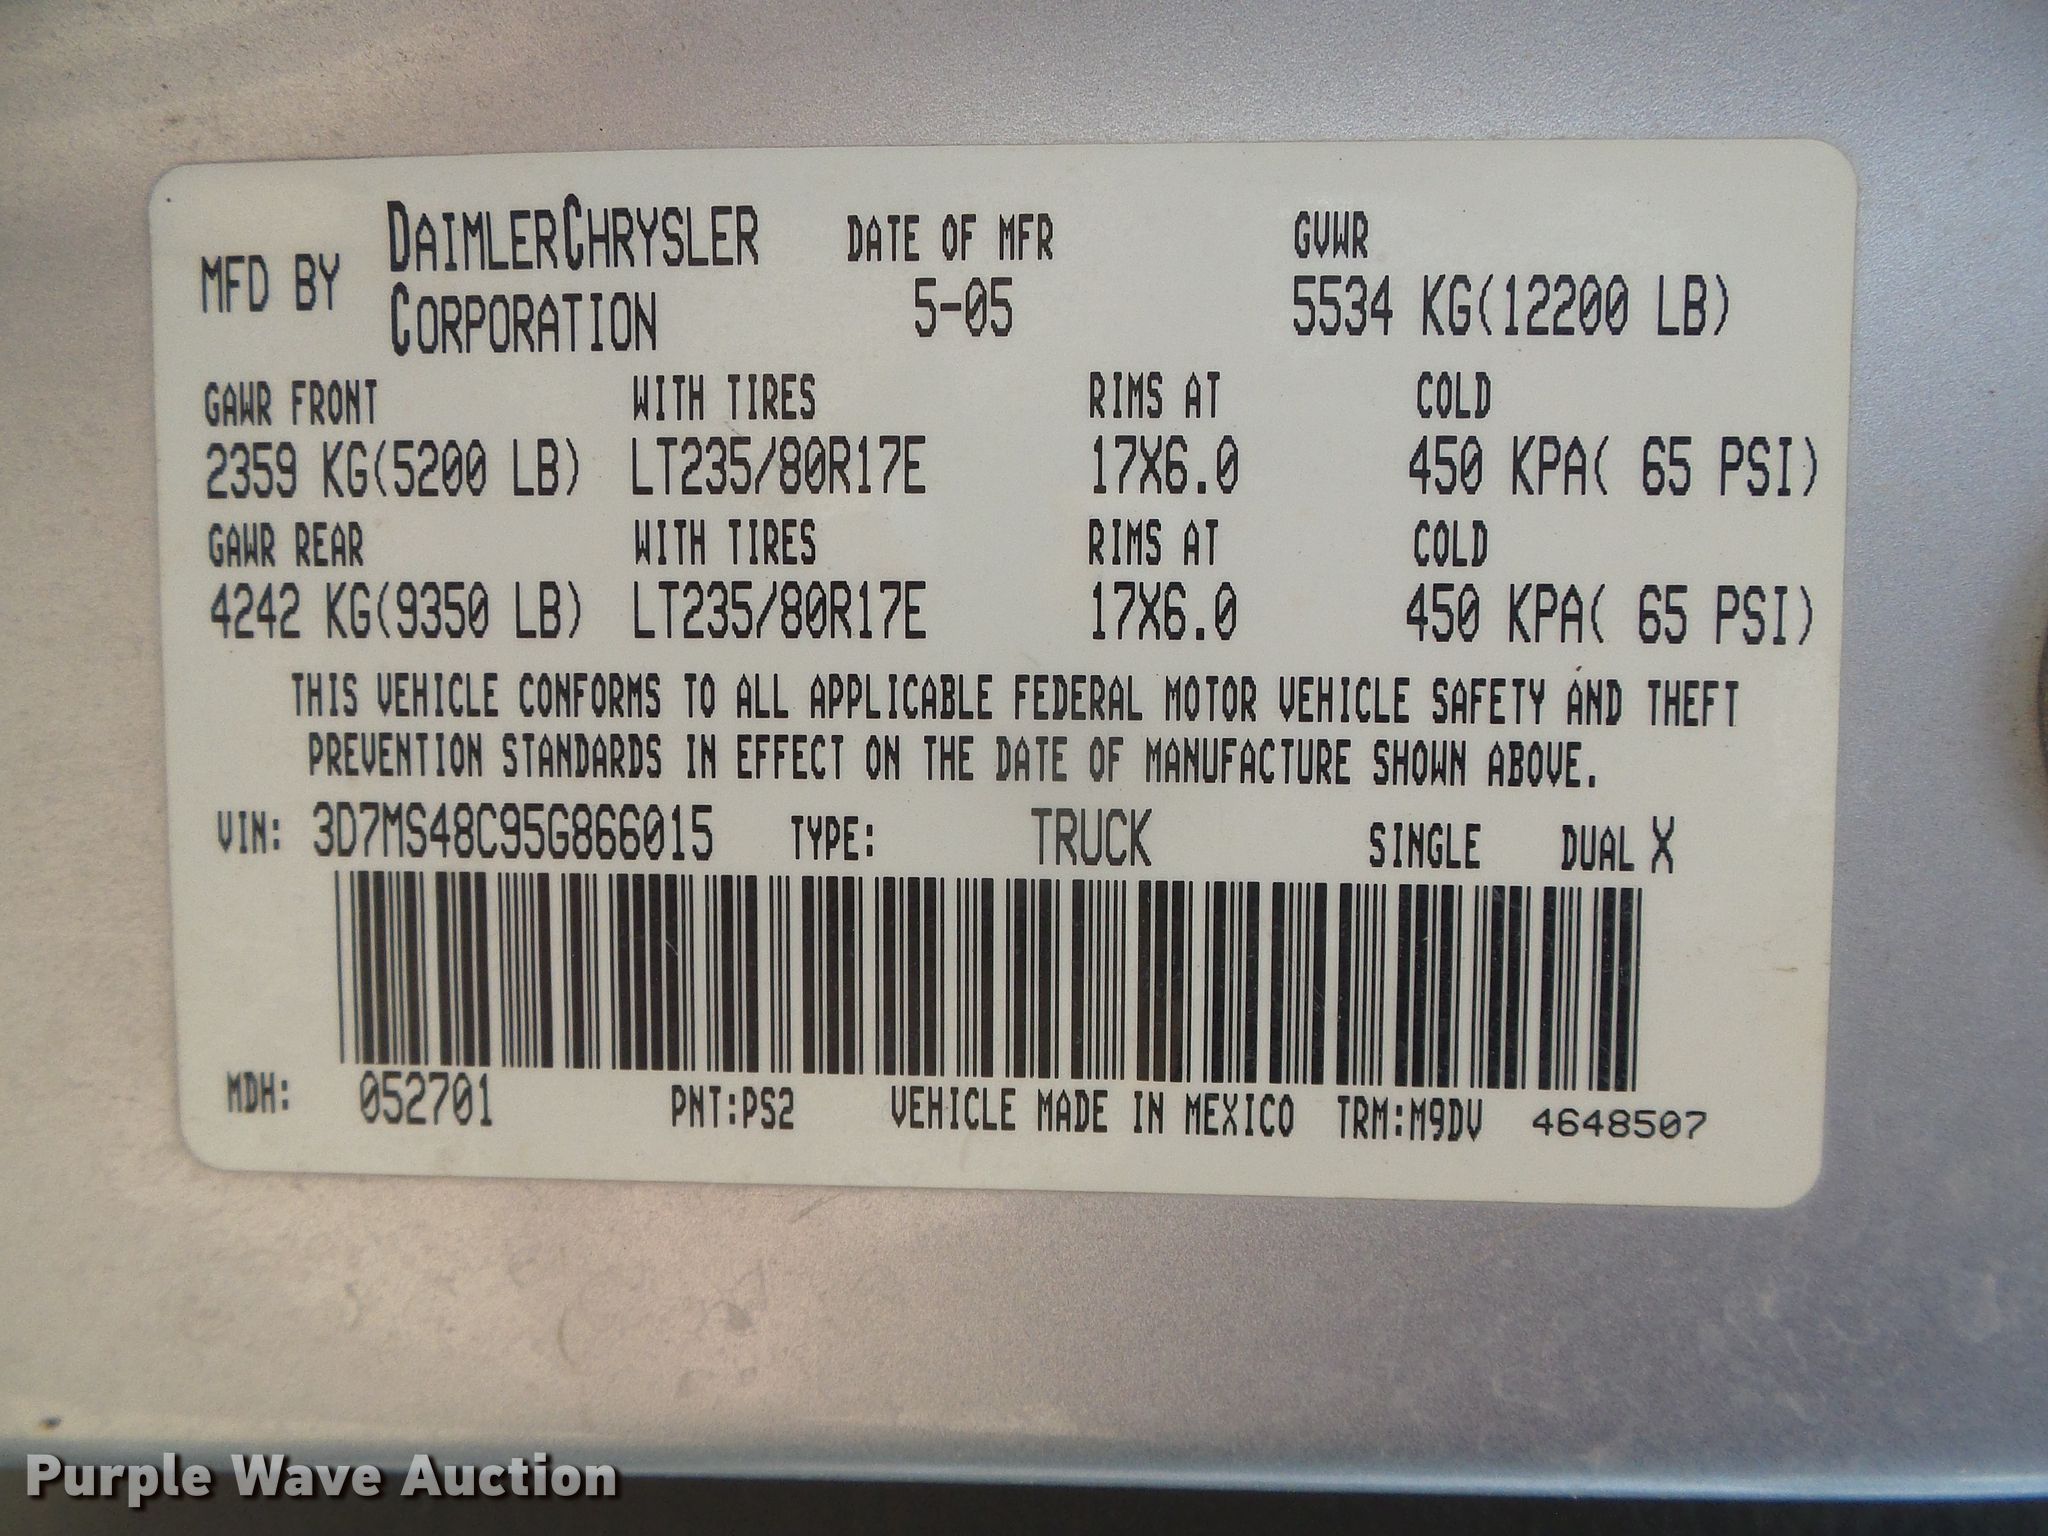 MFD BY DAIMLERCHRYSLER CORPORATION DATE OF MFR 5-05 GVWR 5534 KG(12200 LB)
GAWR FRONT WITH TIRES RIMS AT COLD
2359 KG(5200 LB) LT235/80R17E 17X6.0 450 KPA( 65 PSI)
GAWR REAR WITH TIRES RIMS AT COLD
4242 KG(9350 LB) LT235/80R17E 17X6.0 450 KPA( 65 PSI)
THIS VEHICLE CONFORMS TO ALL APPLICABLE FEDERAL MOTOR VEHICLE SAFETY AND THEFT
PREVENTION STANDARDS IN EFFECT ON THE DATE OF MANUFACTURE SHOWN ABOVE.
VIN: 3D7MS48C95G866015 TYPE: TRUCK SINGLE DUAL X
MDH: 052701 PNT:PS2 VEHICLE MADE IN MEXICO TRM:M9DV 4648507
Purple Wave Auction